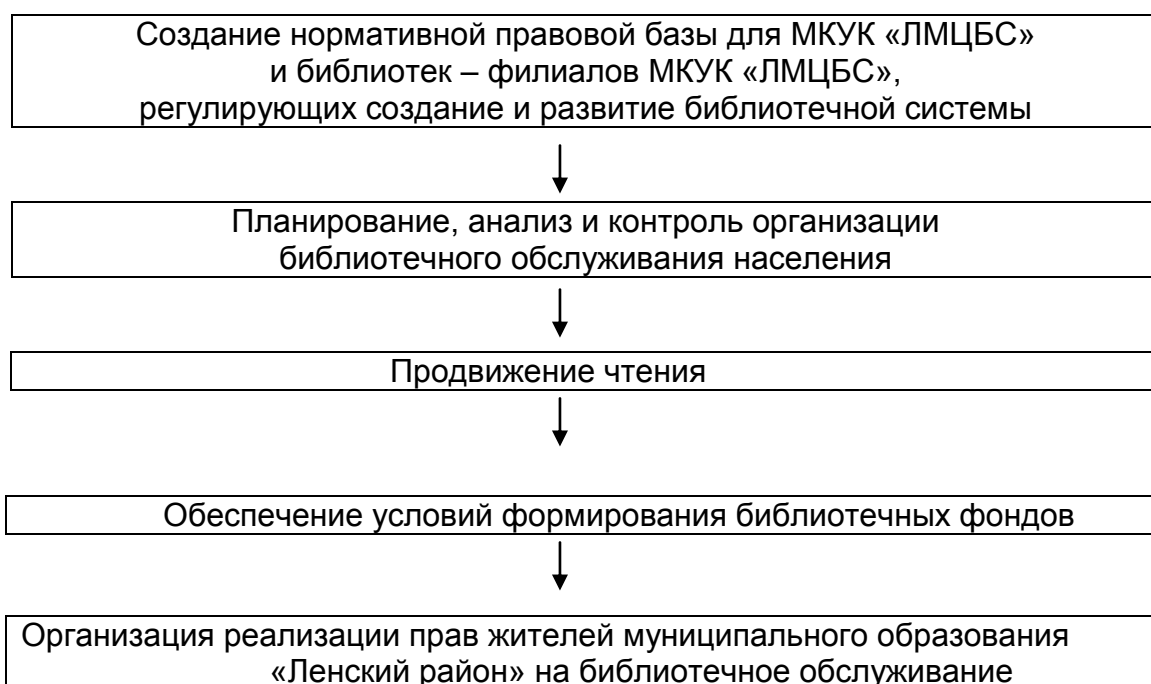 Создание нормативной правовой базы для МКУК «ЛМЦБС»
и библиотек – филиалов МКУК «ЛМЦБС»,
регулирующих создание и развитие библиотечной системы
Планирование, анализ и контроль организации
библиотечного обслуживания населения
Продвижение чтения
Обеспечение условий формирования библиотечных фондов
Организация реализации прав жителей муниципального образования
«Ленский район» на библиотечное обслуживание